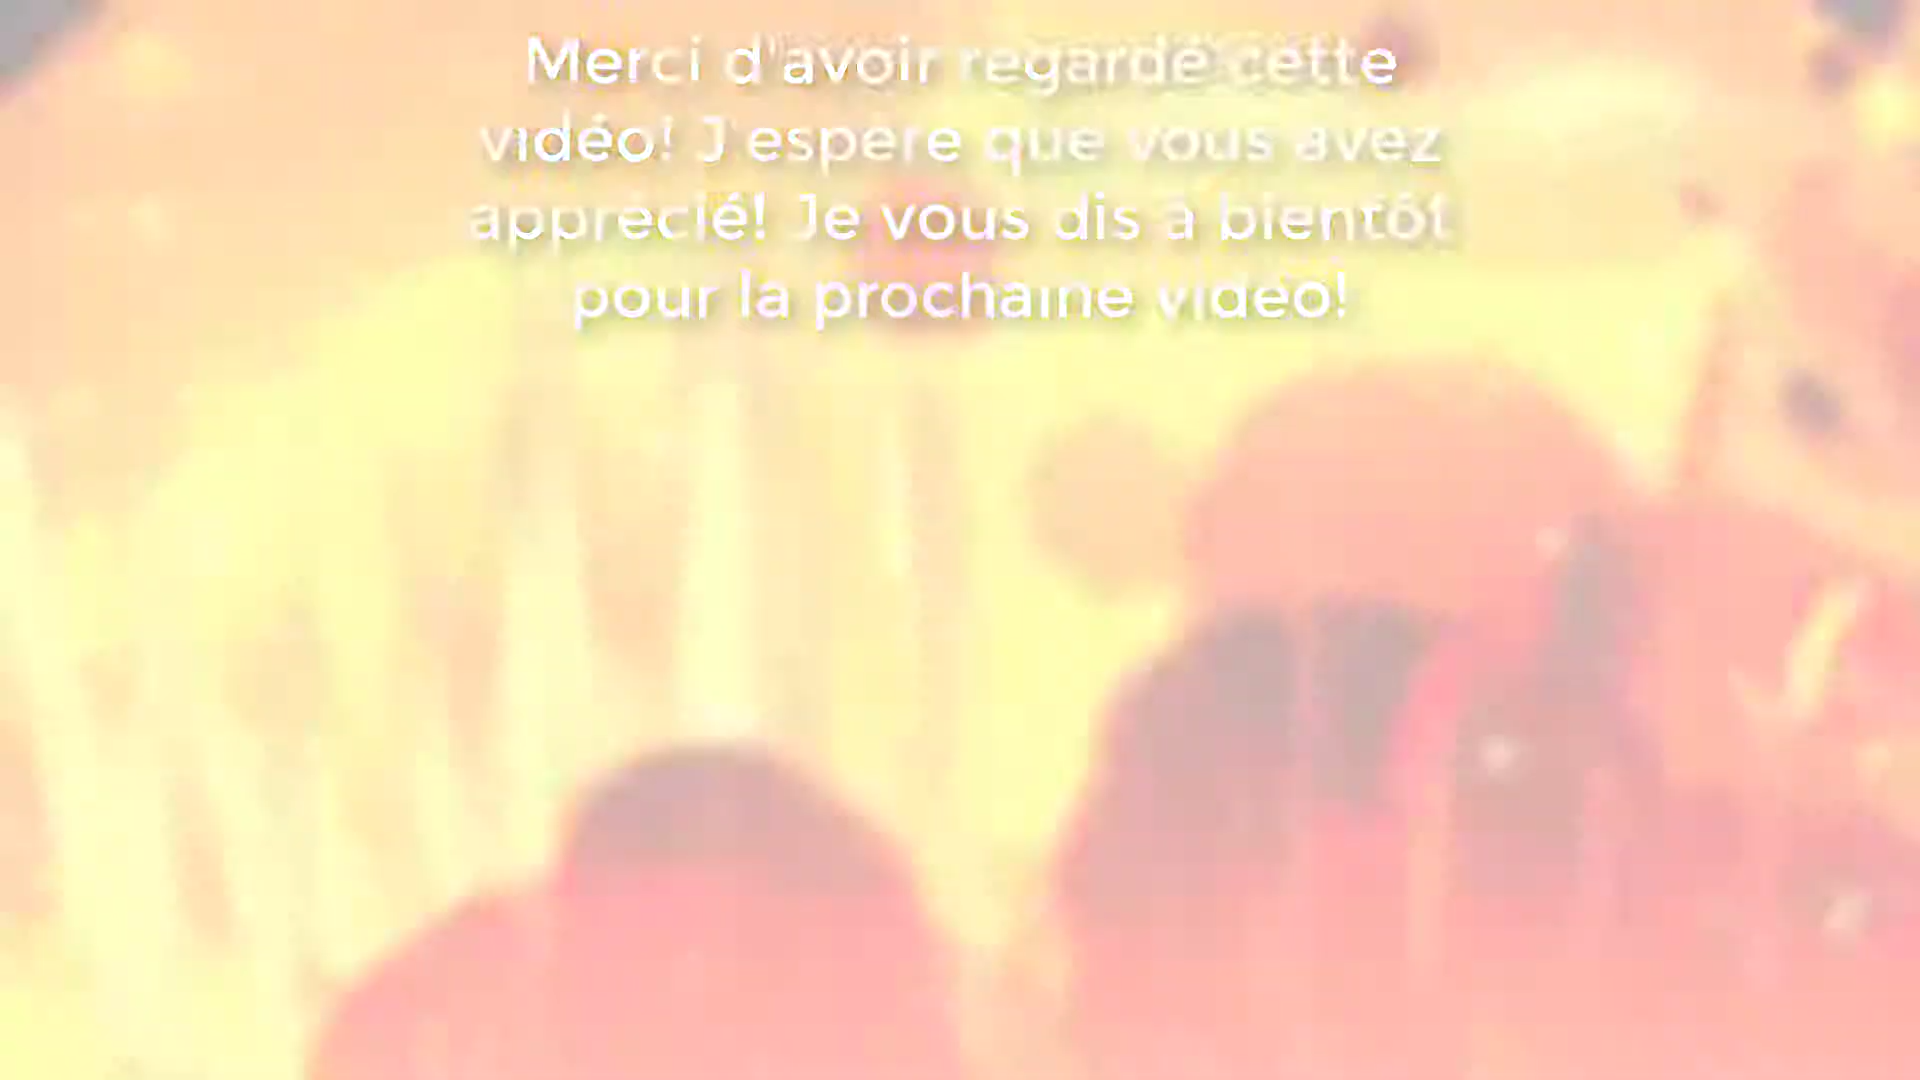 Merci d'avoir regardé cette
vidéo! J'espère que vous avez
apprécié! Je vous dis à bientôt
pour la prochaine vidéo!